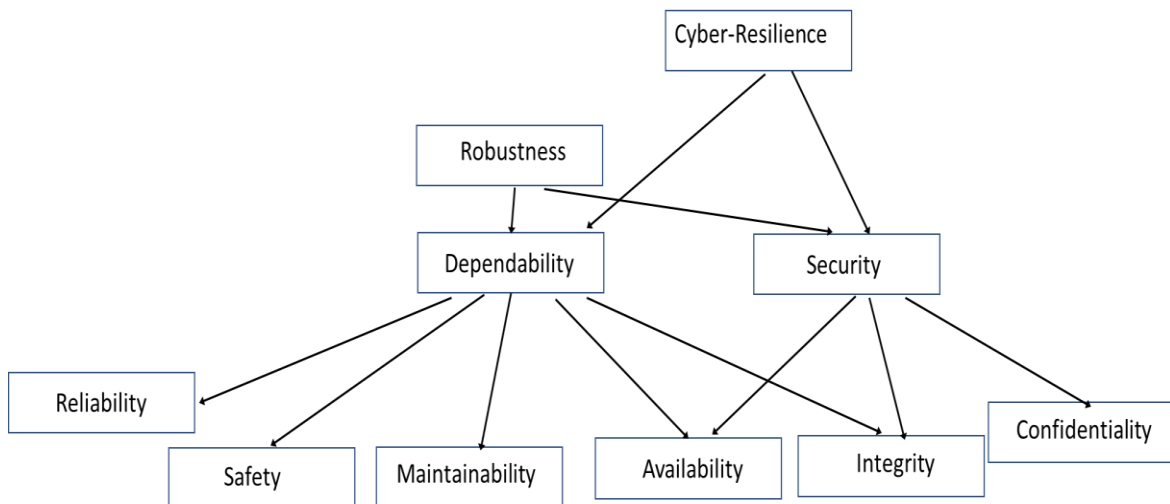 Cyber-Resilience
Robustness
Dependability
Security
Reliability
Safety
Maintainability
Availability
Integrity
Confidentiality